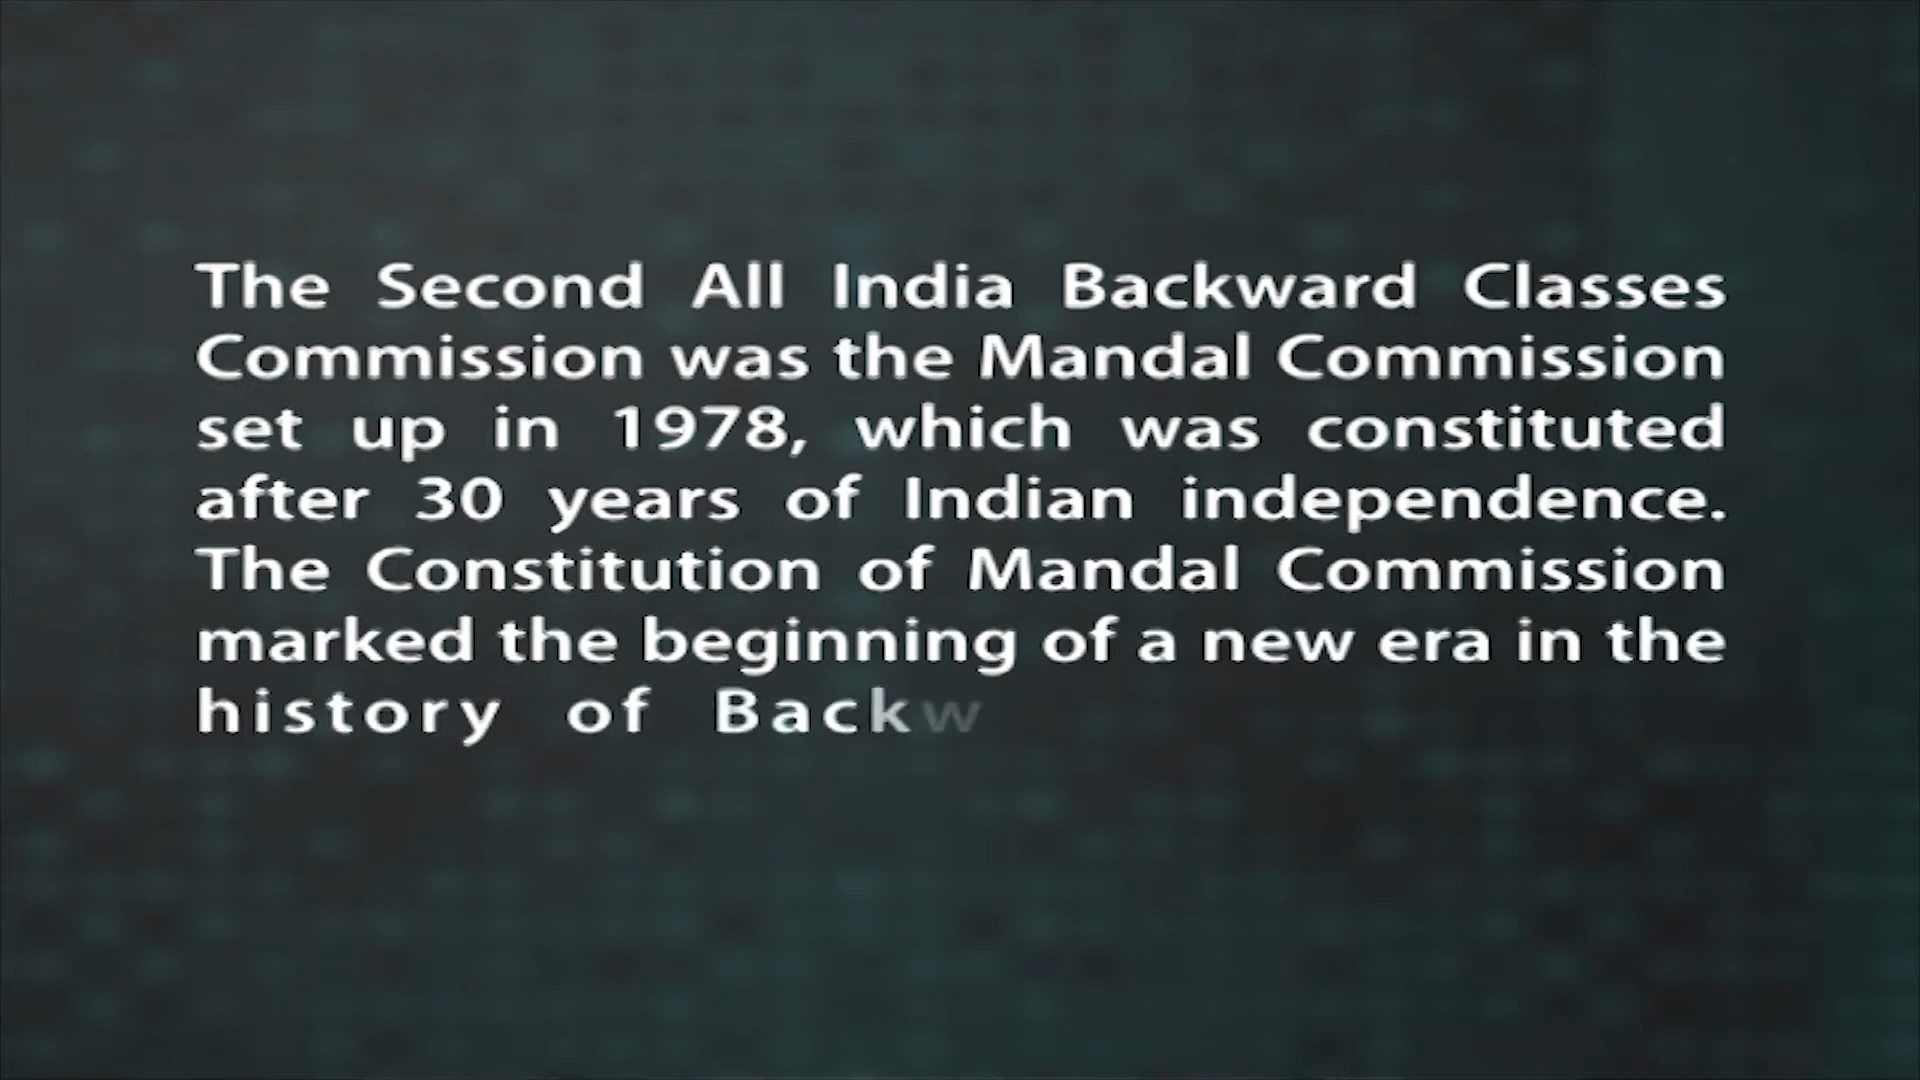 The Second All India Backward Classes
Commission was the Mandal Commission
set up in 1978, which was constituted
after 30 years of Indian independence.
The Constitution of Mandal Commission
marked the beginning of a new era in the
history of Backw